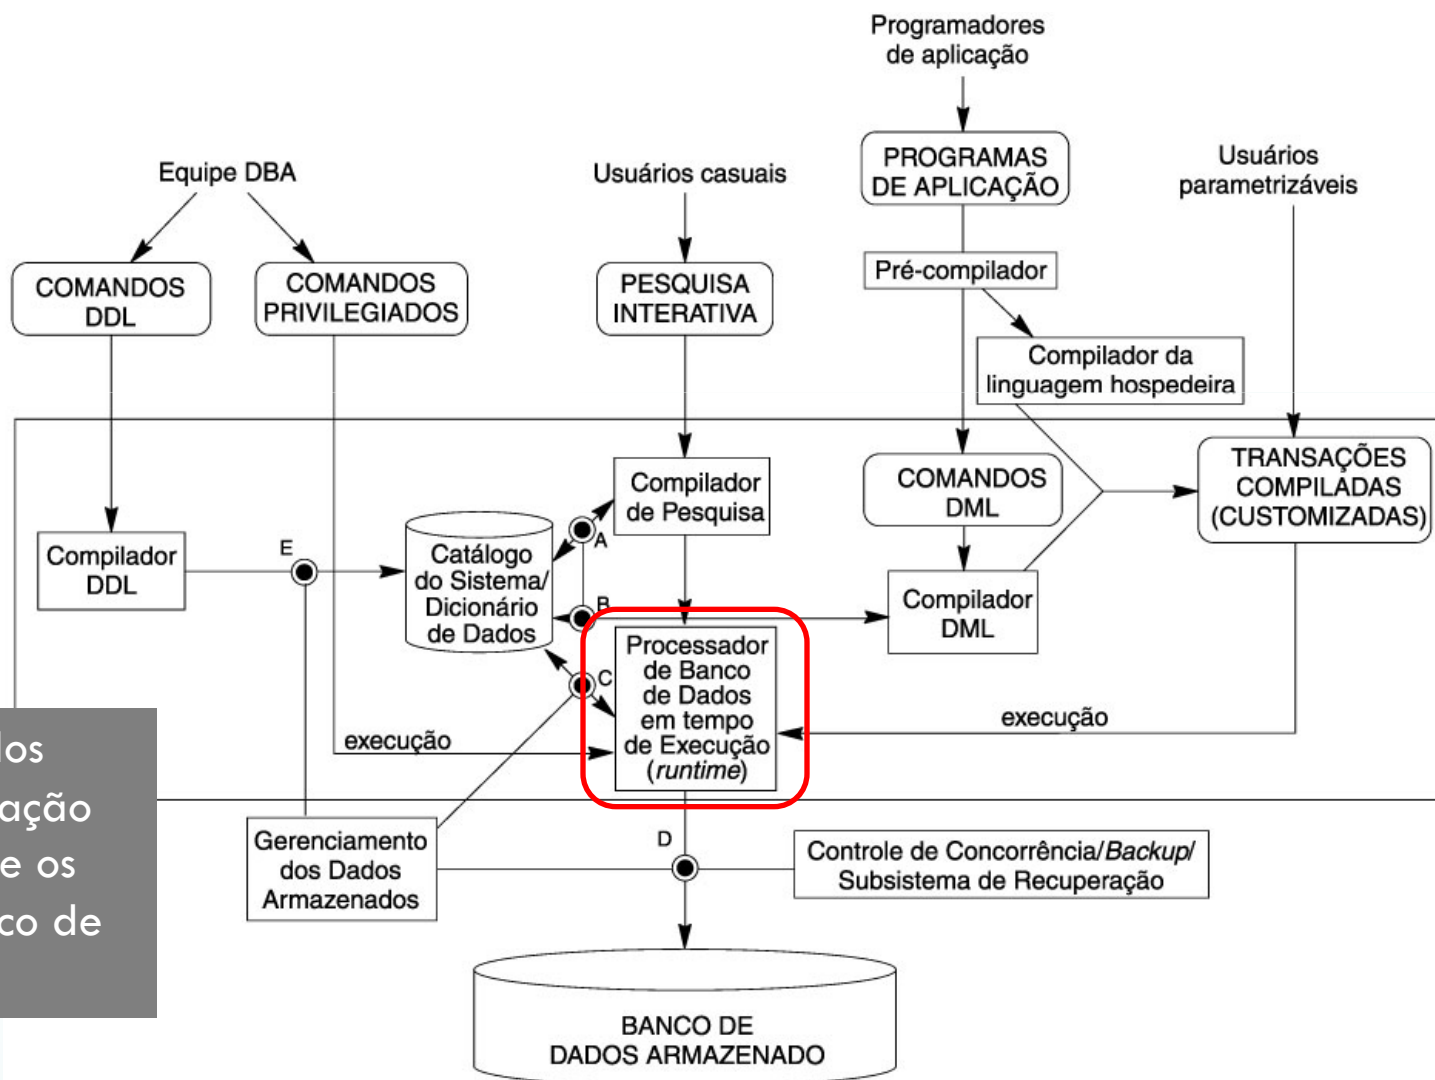 Programadores
de aplicação
Equipe DBA
Usuários casuais
PROGRAMAS
DE APLICAÇÃO
Usuários
parametrizáveis
COMANDOS
DDL
COMANDOS
PRIVILEGIADOS
PESQUISA
INTERATIVA
Pré-compilador
Compilador da
linguagem hospedeira
Compilador
DDL
E
Catálogo
do Sistema/
Dicionário
de Dados
A
B
C
Compilador
de Pesquisa
COMANDOS
DML
Compilador
DML
TRANSAÇÕES
COMPILADAS
(CUSTOMIZADAS)
Processador
de Banco
de Dados
em tempo
de Execução
(runtime)
execução
execução
Gerenciamento
dos Dados
Armazenados
D
Controle de Concorrência/Backup/
Subsistema de Recuperação
BANCO DE
DADOS ARMAZENADO
e os
de